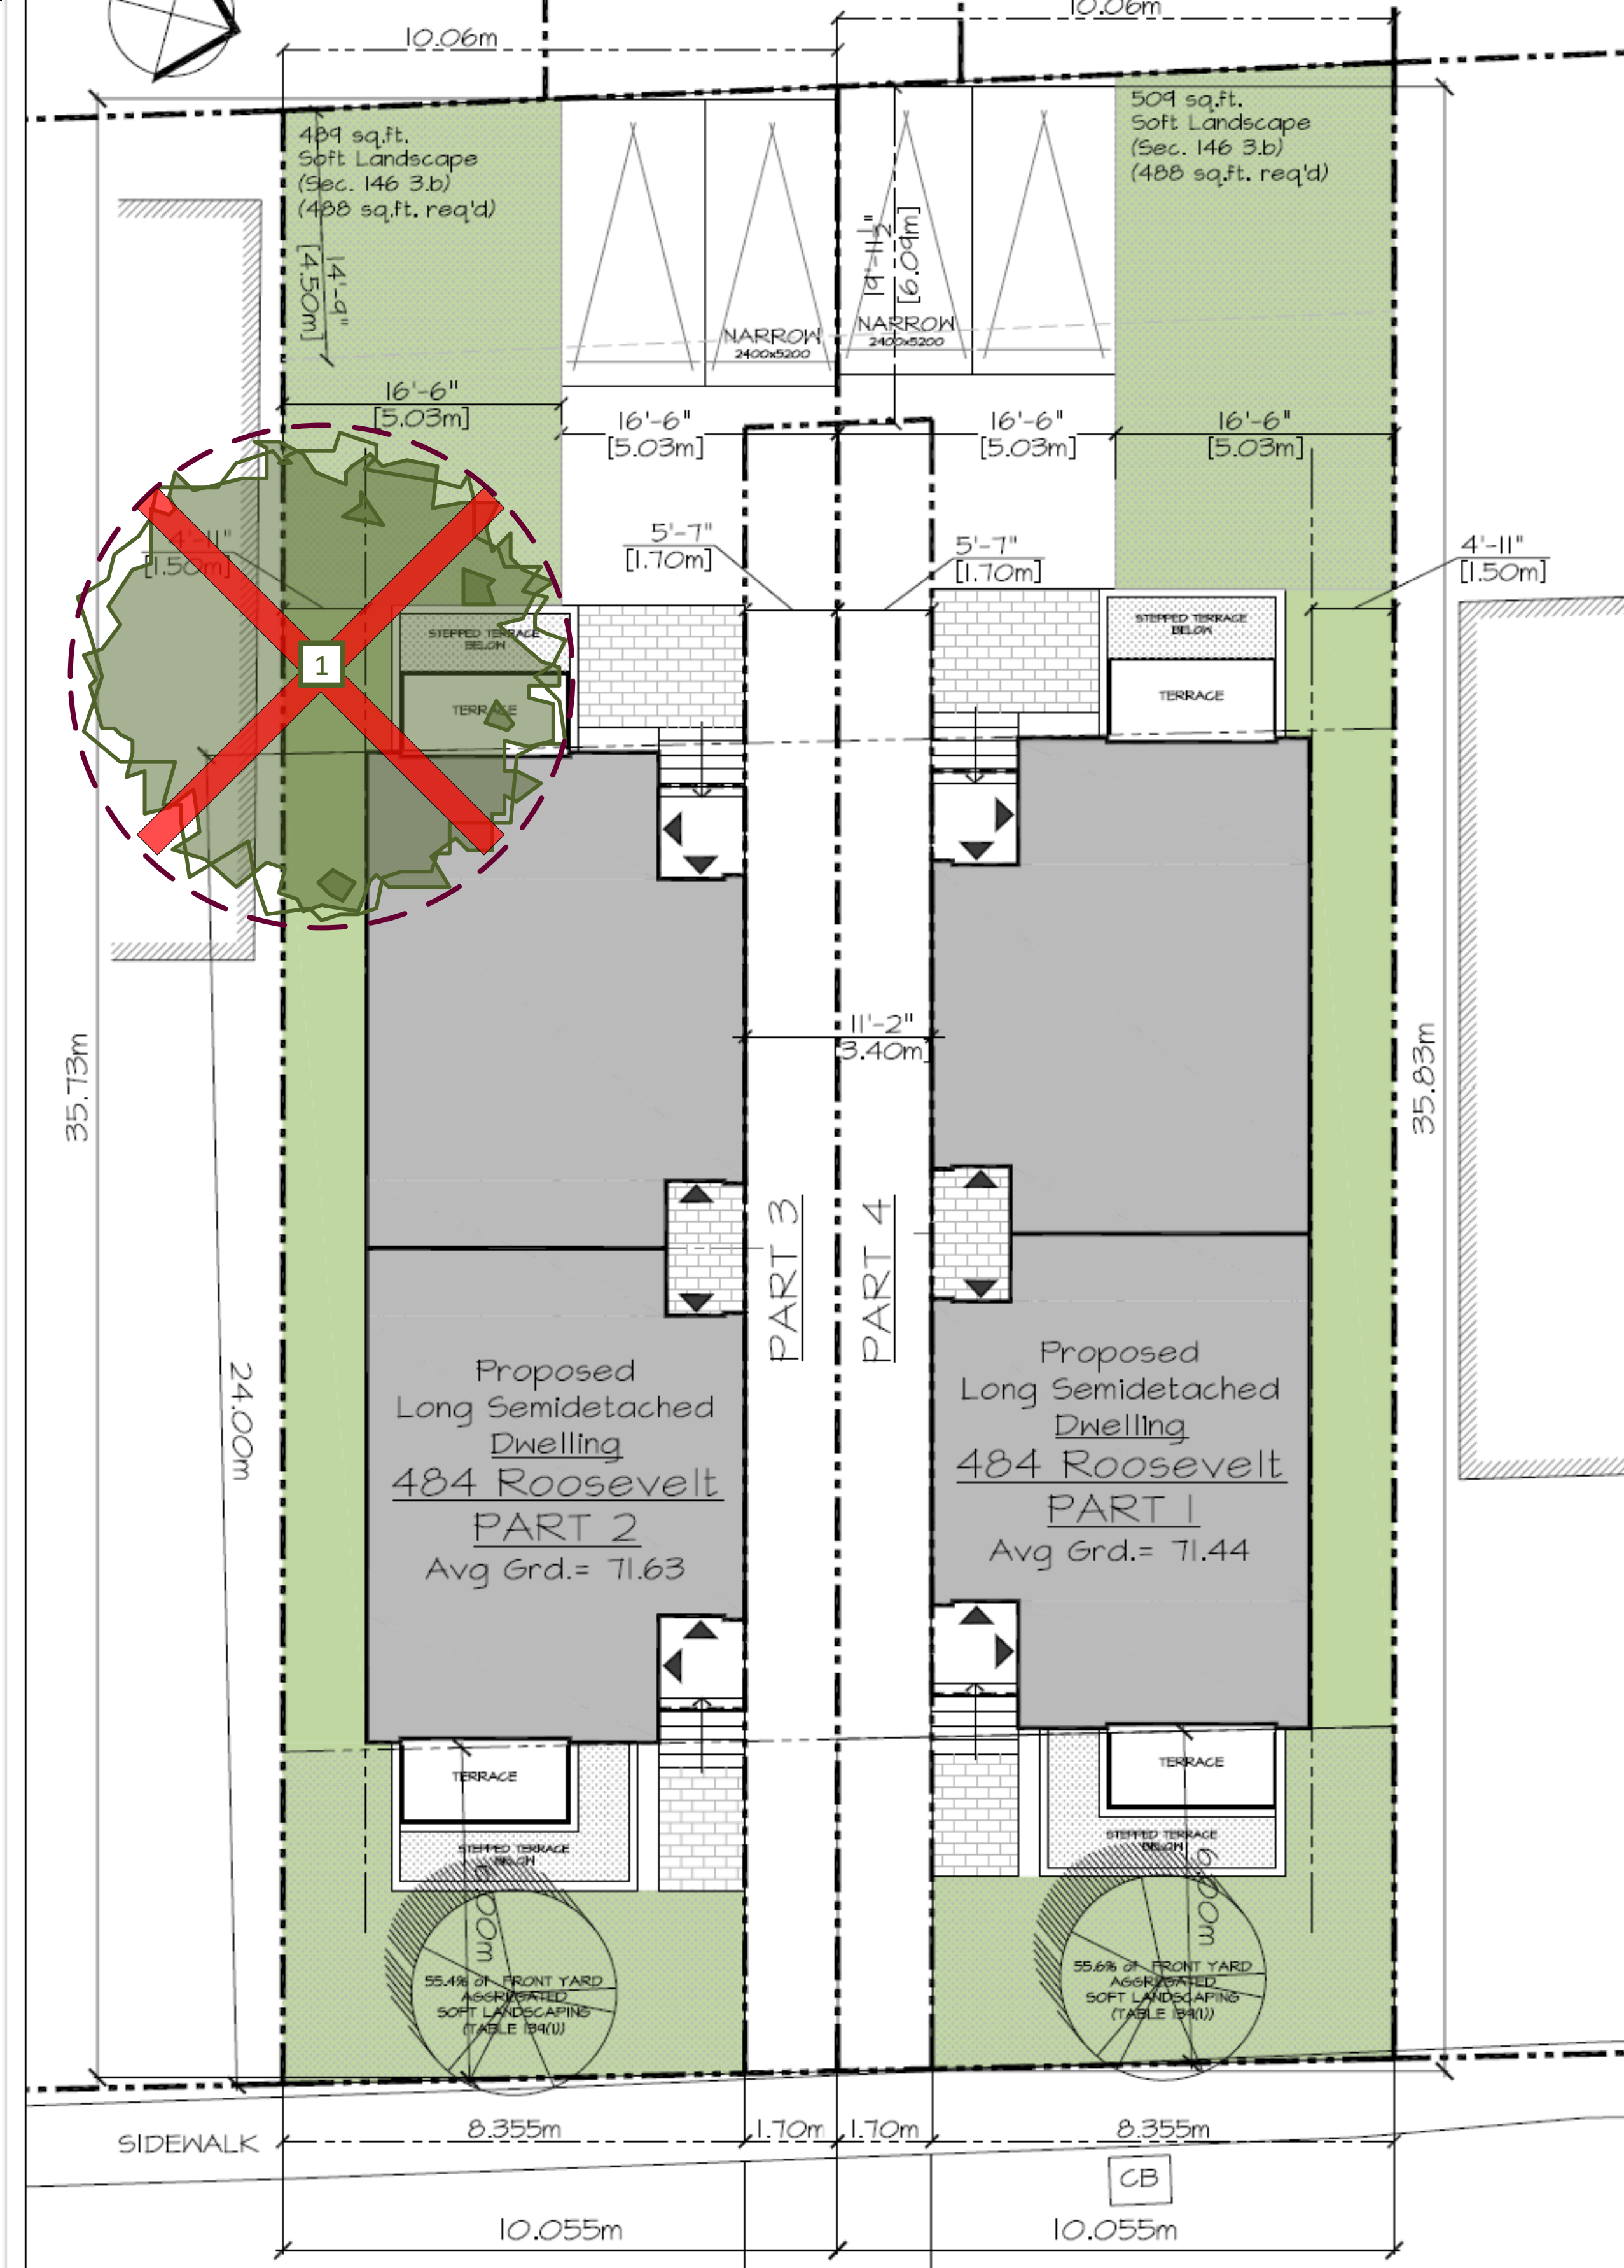 10.06m
10.06m
489 sq.ft.
Soft Landscape
(Sec. 146 3.b)
(488 sq.ft. req'd)
509 sq.ft.
Soft Landscape
(Sec. 146 3.b)
(488 sq.ft. req'd)
14'-9"
[4.50m]
19'-11½"
[6.09m]
NARROW
2400x5200
NARROW
2400x5200
16'-6"
[5.03m]
16'-6"
[5.03m]
16'-6"
[5.03m]
16'-6"
[5.03m]
4'-11"
[1.50m]
5'-7"
[1.70m]
5'-7"
[1.70m]
4'-11"
[1.50m]
STEPPED TERRACE
BELOW
TERRACE
1
STEPPED TERRACE
BELOW
TERRACE
11'-2"
3.40m]
35.73m
35.83m
24.00m
PART 3
PART 4
Proposed
Long Semidetached
Dwelling
484 Roosevelt
PART 2
Avg Grd.= 71.63
Proposed
Long Semidetached
Dwelling
484 Roosevelt
PART 1
Avg Grd.= 71.44
TERRACE
STEPPED TERRACE
BELOW
TERRACE
STEPPED TERRACE
BELOW
6.00m
55.4% of FRONT YARD
AGGREGATED
SOFT LANDSCAPING
(TABLE 139(1))
55.6% of FRONT YARD
AGGREGATED
SOFT LANDSCAPING
(TABLE 139(1))
SIDEWALK
8.355m
1.70m
1.70m
8.355m
CB
10.055m
10.055m